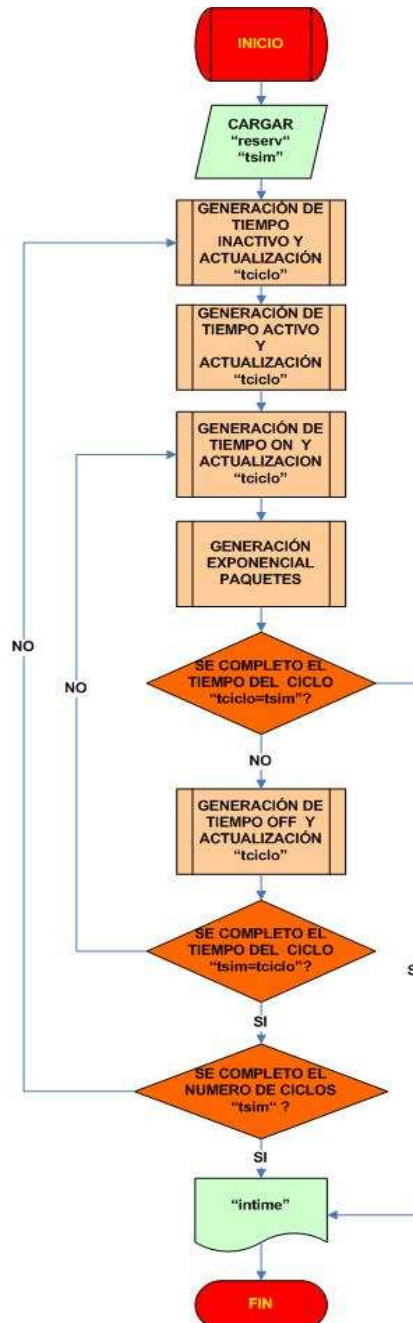 INICIO
CARGAR
“reserv“
“tsim”
GENERACIÓN DE
TIEMPO
INACTIVO Y
ACTUALIZACIÓN
“tciclo”
GENERACIÓN DE
TIEMPO ACTIVO
Y
ACTUALIZACIÓN
“tciclo”
GENERACIÓN DE
TIEMPO ON Y
ACTUALIZACION
“tciclo”
GENERACIÓN
EXPONENCIAL
PAQUETES
NO
NO
SE COMPLETO EL
TIEMPO DEL CICLO
“tciclo=tsim”?
NO
GENERACIÓN DE
TIEMPO OFF Y
ACTUALIZACIÓN
“tciclo”
SE COMPLETO EL
TIEMPO DEL CICLO
“tsim=tciclo”?
S
SI
SE COMPLETO EL
NUMERO DE CICLOS
“tsim“ ?
SI
“intime”
FIN